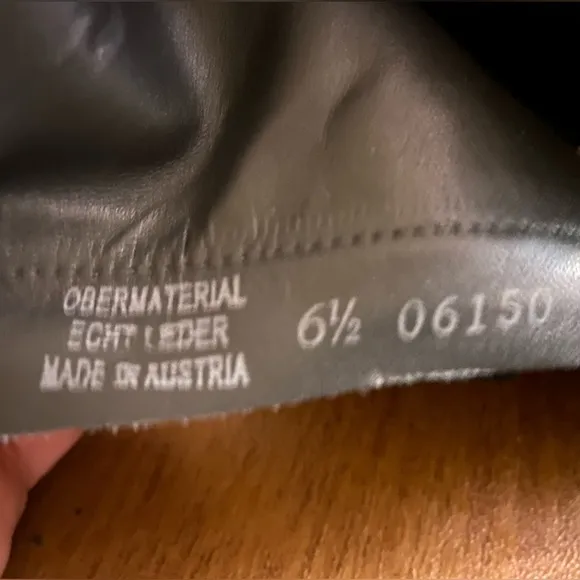 OBERMATERIAL
ECHT LEDER
MADE IN AUSTRIA
6½ 06150